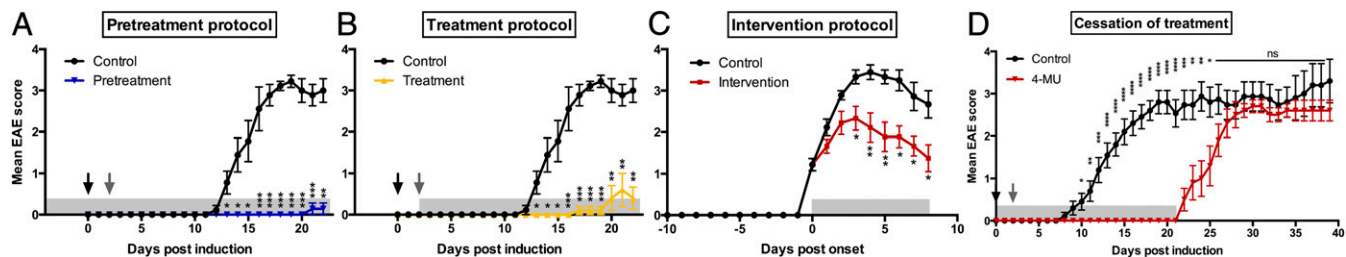 A Pretreatment protocol
Control
Pretreatment
Mean EAE score
4
3
2
1
0
0 5 10 15 20
Days post induction
B Treatment protocol
Control
Treatment
4
3
2
1
0
0 5 10 15 20
Days post induction
C Intervention protocol
Control
Intervention
4
3
2
1
0
-10 -5 0 5 10
Days post onset
D Cessation of treatment
Control
4-MU
ns
Mean EAE score
4
3
2
1
0
0 5 10 15 20 25 30 35 40
Days post induction